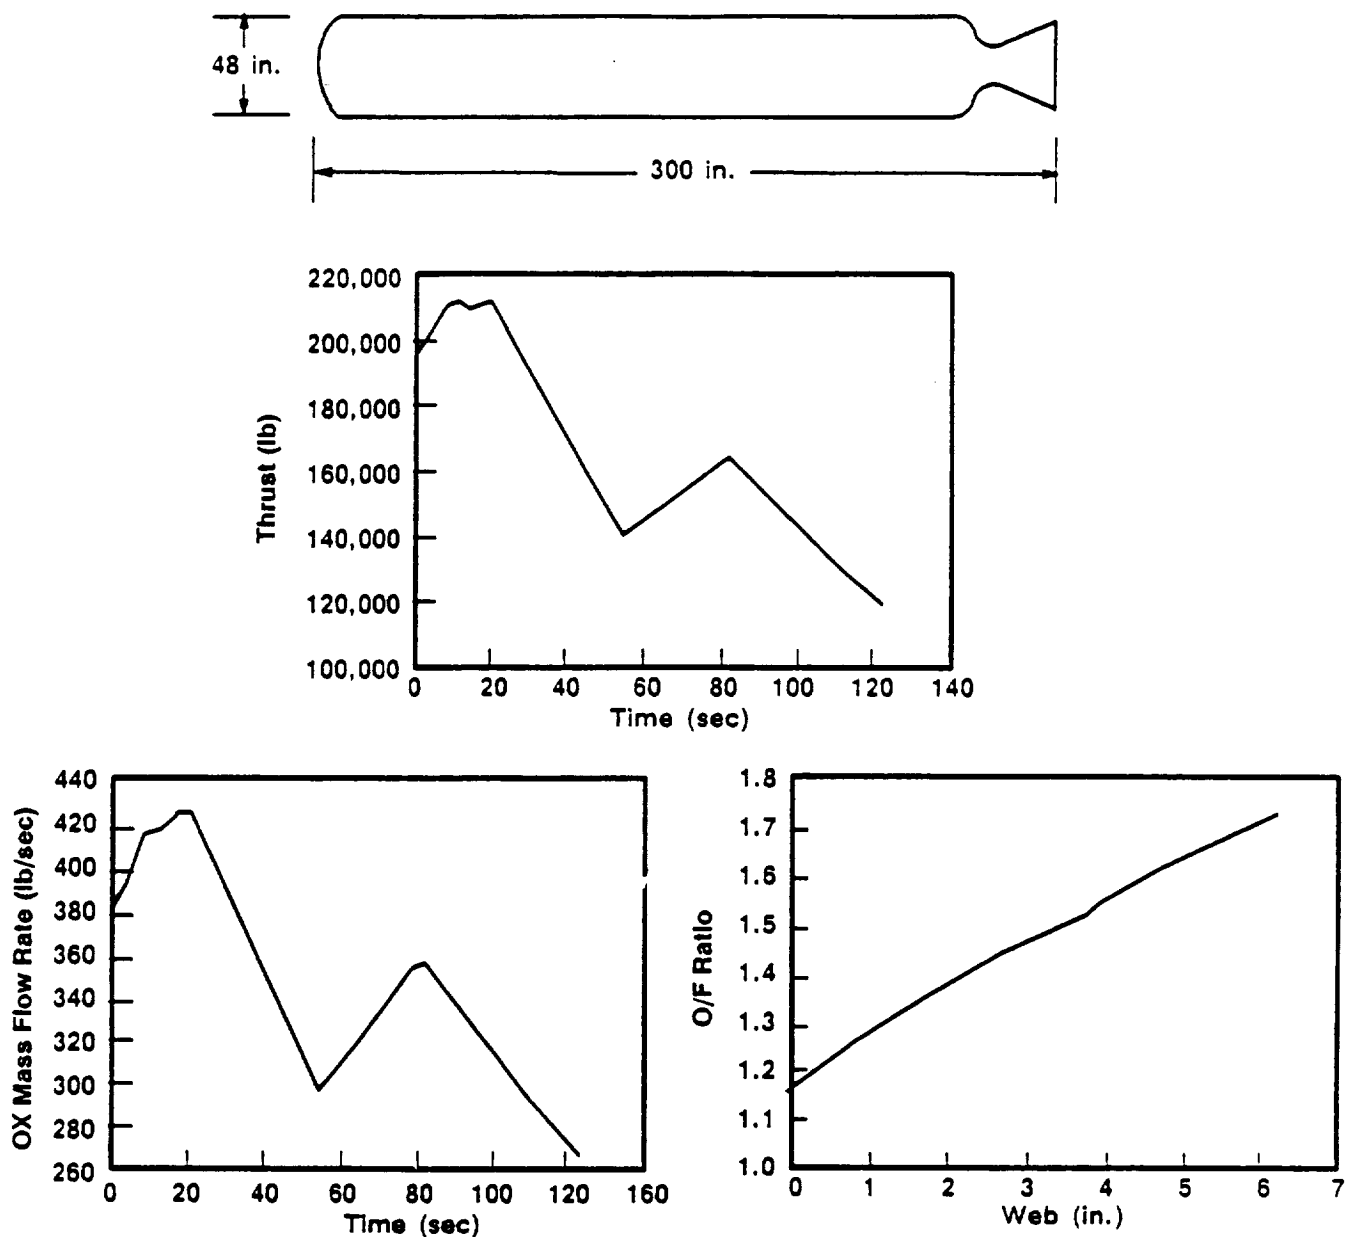 48 in.
300 in.
220,000
200,000
180,000
160,000
140,000
120,000
100,000
Thrust (lb)
0 20 40 60 80 100 120 140
Time (sec)
440
420
400
380
360
340
320
300
280
260
OX Mass Flow Rate (lb/sec)
0 20 40 60 80 100 120 160
Time (sec)
1.8
1.7
1.6
1.5
1.4
1.3
1.2
1.1
1.0
O/F Ratio
0 1 2 3 4 5 6 7
Web (in.)